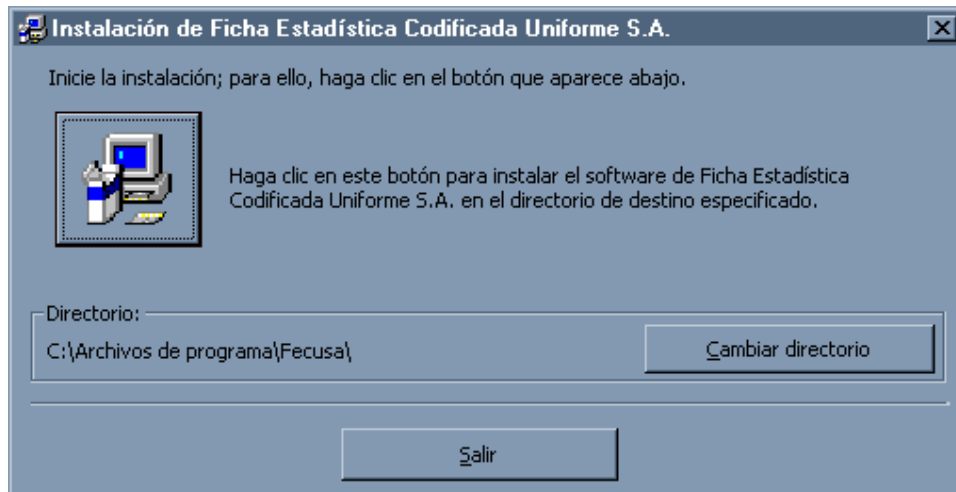 Instalación de Ficha Estadística Codificada Uniforme S.A.
Inicie la instalación; para ello, haga clic en el botón que aparece abajo.
Haga clic en este botón para instalar el software de Ficha Estadística
Codificada Uniforme S.A. en el directorio de destino especificado.
Directorio:
C:\Archivos de programa\Fecusa\
Cambiar directorio
Salir